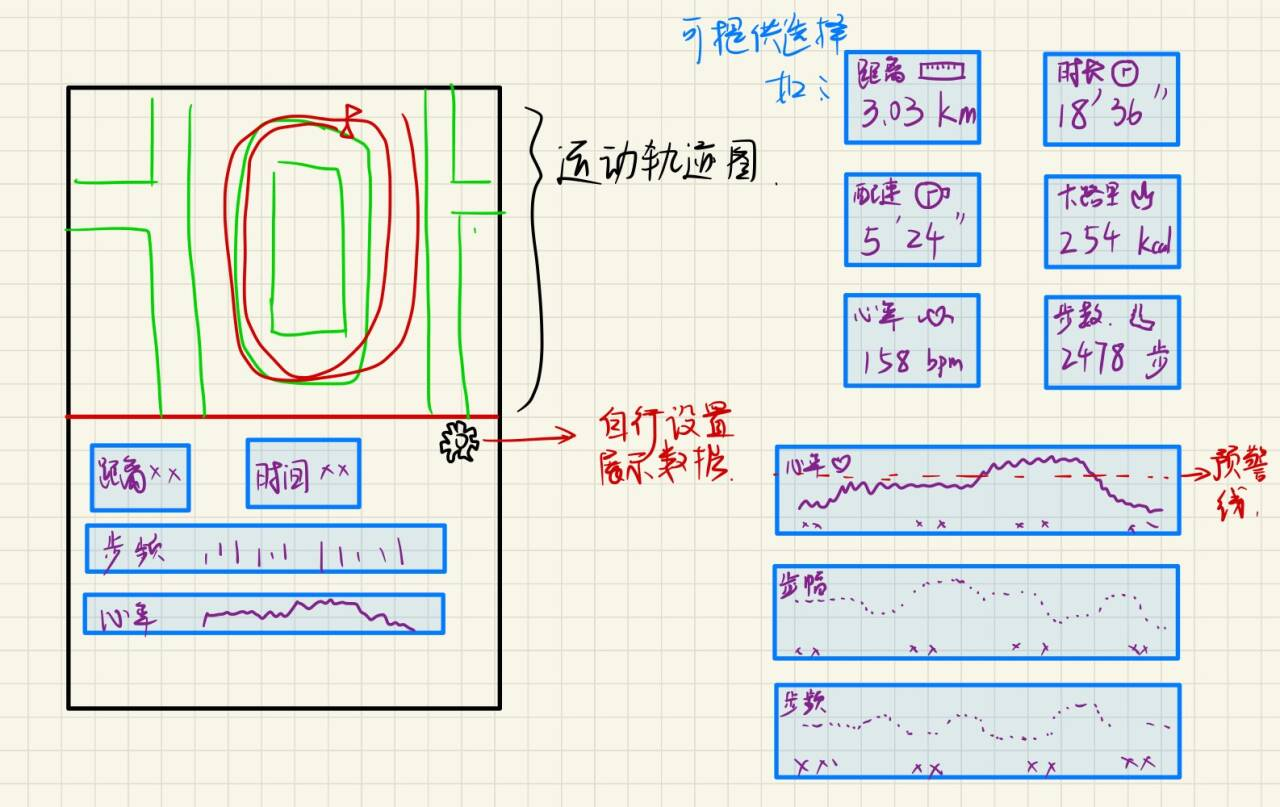 可提供选择
如：
距离
3.03 km
时长
18'36"
配速
5'24"
卡路里
254 kcal
心率
158 bpm
步数
2478 步
运动轨迹图
自行设置
展示数据
距离××
时间××
步频
心率
心率
××
××
××
预警
线
步幅
××
××
××
××
步频
××
××
××
××